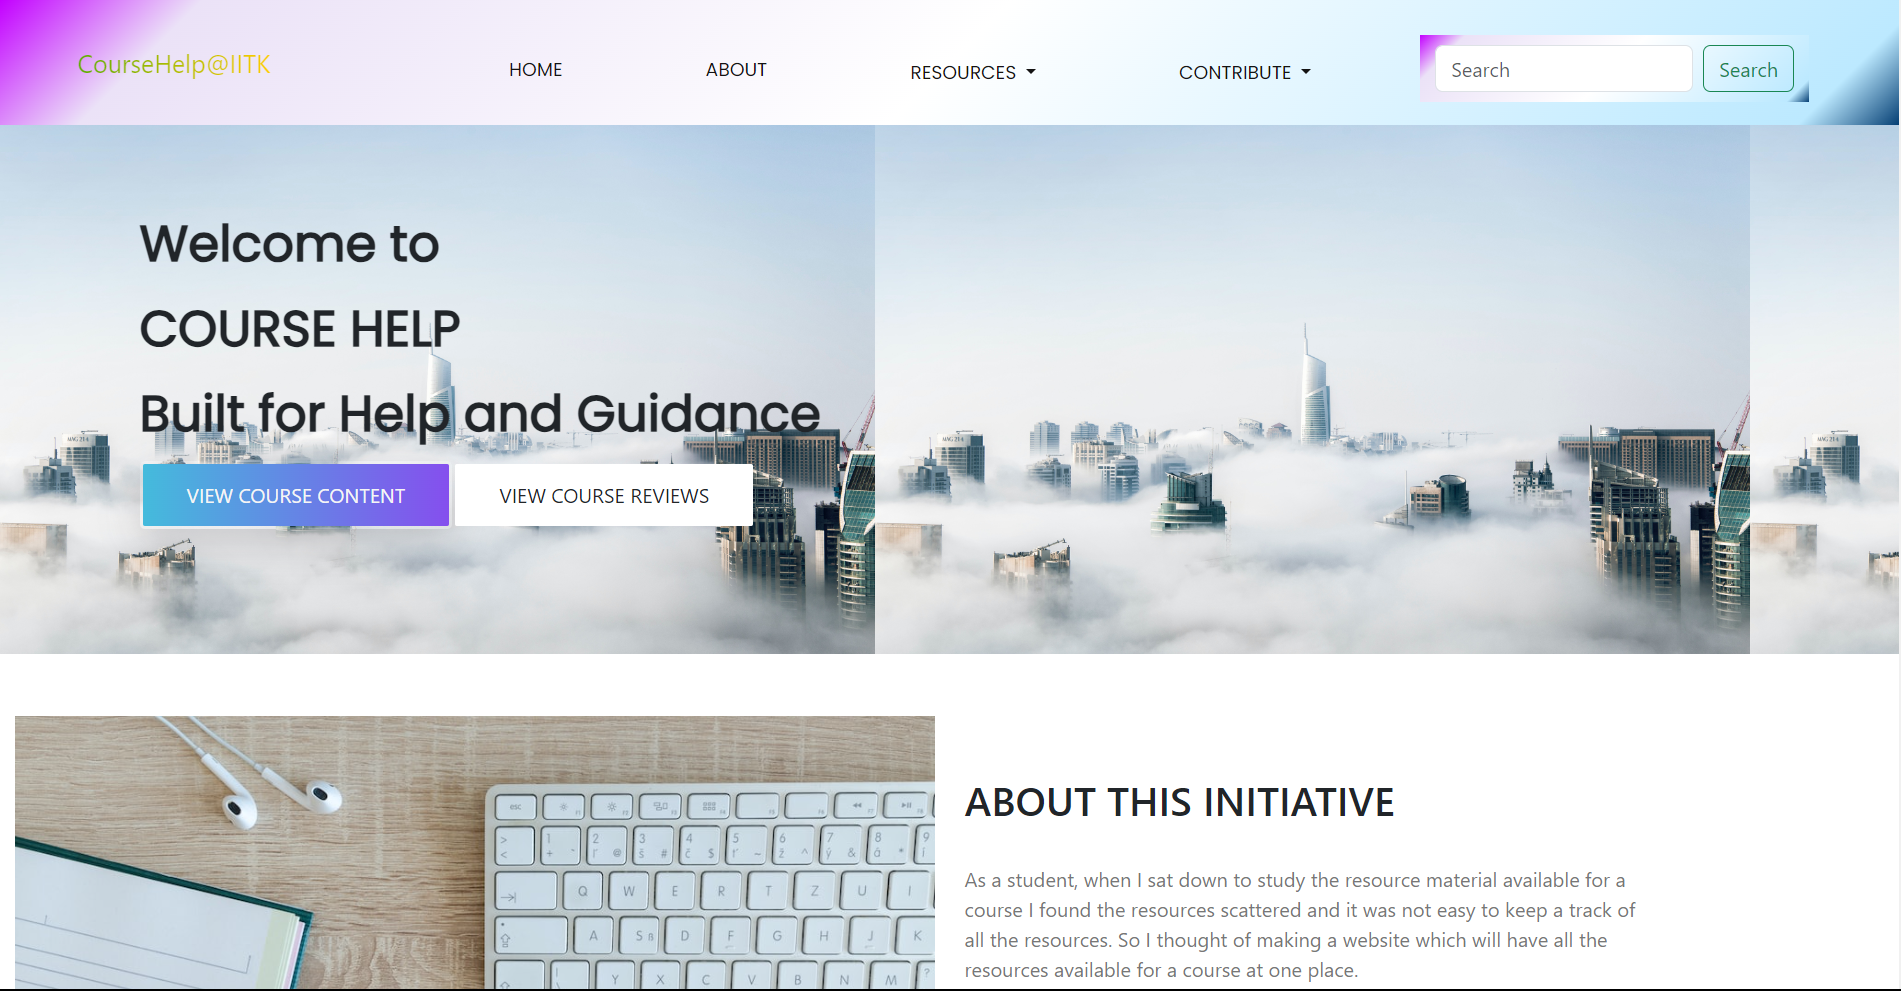 CourseHelp@IITK
HOME
ABOUT
RESOURCES
CONTRIBUTE
Search
Search
Welcome to
COURSE HELP
Built for Help and Guidance
VIEW COURSE CONTENT
VIEW COURSE REVIEWS
ABOUT THIS INITIATIVE
As a student, when I sat down to study the resource material available for a
course I found the resources scattered and it was not easy to keep a track of
all the resources. So I thought of making a website which will have all the
resources available for a course at one place.
esc
Q W E R T Z U I
A S D F G H J K
Y X C V B N M